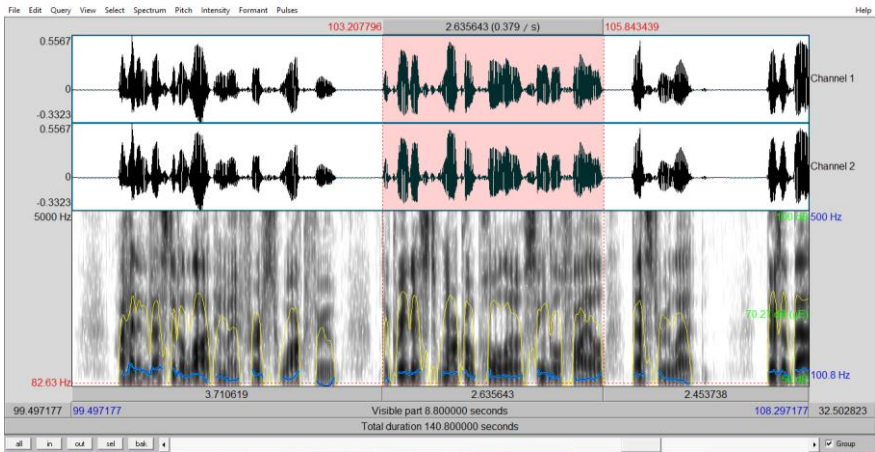 File Edit Query View Select Spectrum Pitch Intensity Formant Pulses Help
103.207796 2.635643 (0.379 / s) 105.843439
0.5567
0
-0.3323
Channel 1
0.5567
0
-0.3323
Channel 2
5000 Hz 500 Hz
82.63 Hz 100.8 Hz
3.710619 2.635643 2.453738
99.497177 99.497177 Visible part 8.800000 seconds 108.297177 32.502823
Total duration 140.800000 seconds
all in out sel bak Group